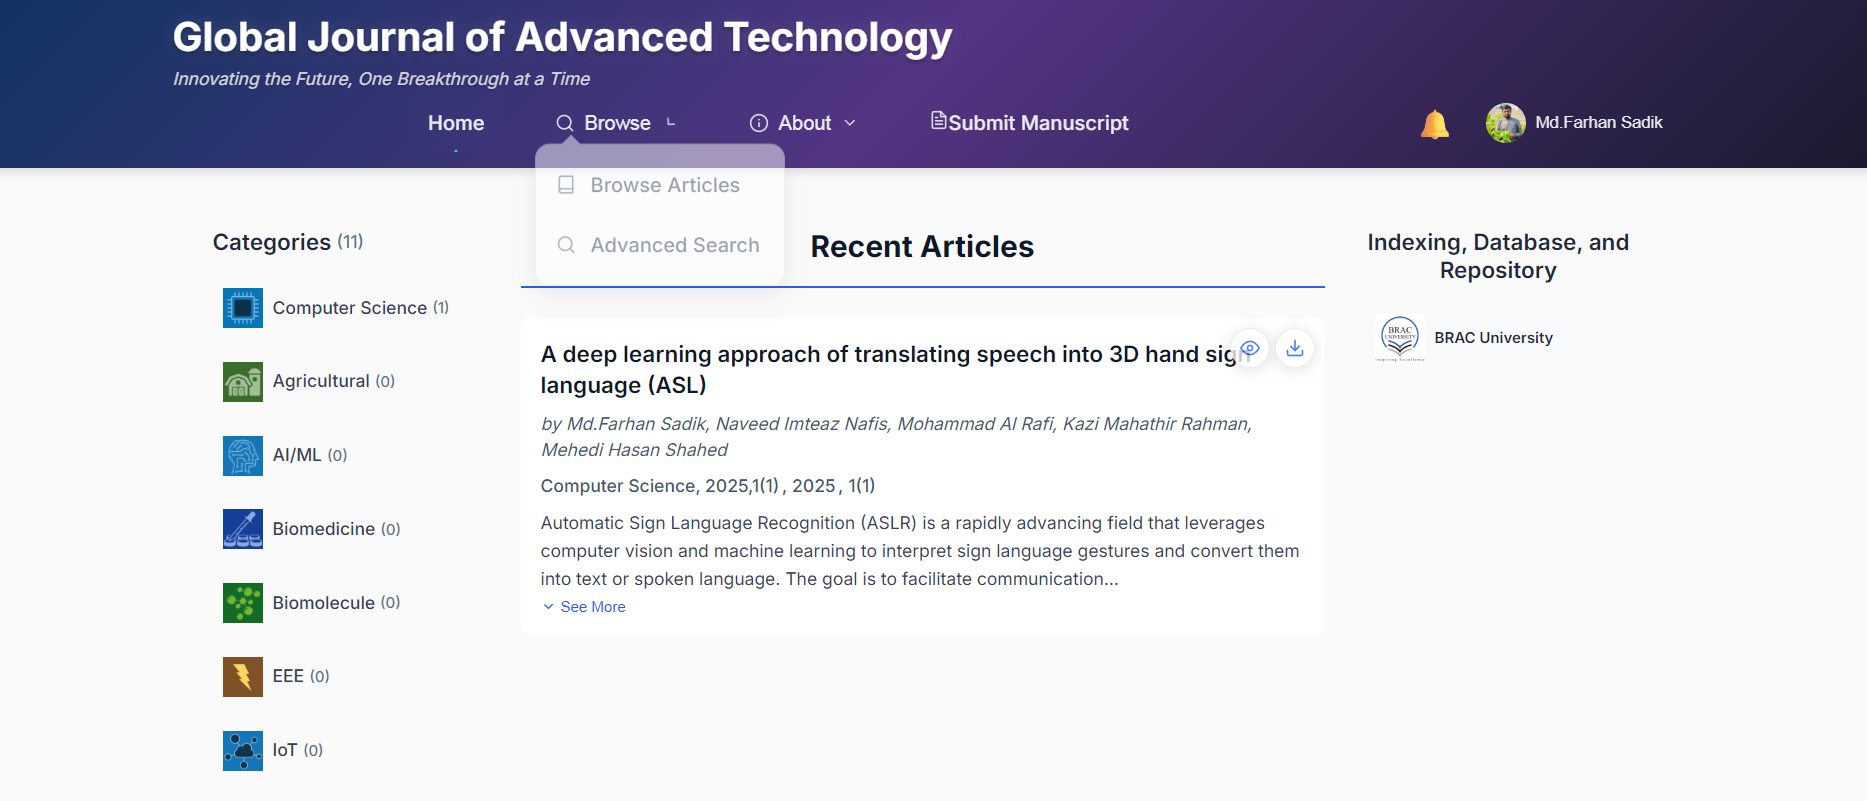 Global Journal of Advanced Technology
Innovating the Future, One Breakthrough at a Time
Home
Browse
About
Submit Manuscript
Md.Farhan Sadik
Browse Articles
Advanced Search
Categories (11)
Computer Science (1)
Agricultural (0)
AI/ML (0)
Biomedicine (0)
Biomolecule (0)
EEE (0)
IoT (0)
Recent Articles
A deep learning approach of translating speech into 3D hand sign
language (ASL)
by Md.Farhan Sadik, Naveed Imteaz Nafis, Mohammad Al Rafi, Kazi Mahathir Rahman,
Mehedi Hasan Shahed
Computer Science, 2025,1(1) , 2025 , 1(1)
Automatic Sign Language Recognition (ASLR) is a rapidly advancing field that leverages
computer vision and machine learning to interpret sign language gestures and convert them
into text or spoken language. The goal is to facilitate communication...
See More
Indexing, Database, and
Repository
BRAC
UNIVERSITY
Inspiring Excellence
BRAC University